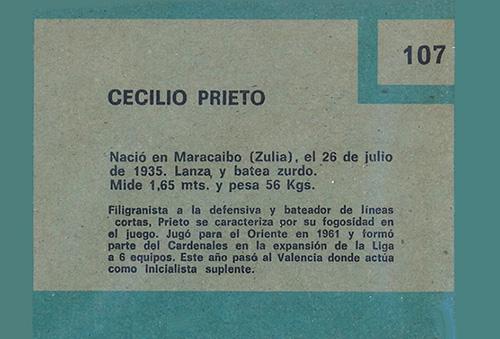 107
CECILIO PRIETO
Nació en Maracaibo (Zulia), el 26 de julio
de 1935. Lanza y batea zurdo.
Mide 1,65 mts. y pesa 56 Kgs.
Filigranista a la defensiva y bateador de líneas
cortas, Prieto se caracteriza por su fogosidad en
el juego. Jugó para el Oriente en 1961 y formó
parte del Cardenales en la expansión de la Liga
a 6 equipos. Este año pasó al Valencia donde actúa
como Inicialista suplente.